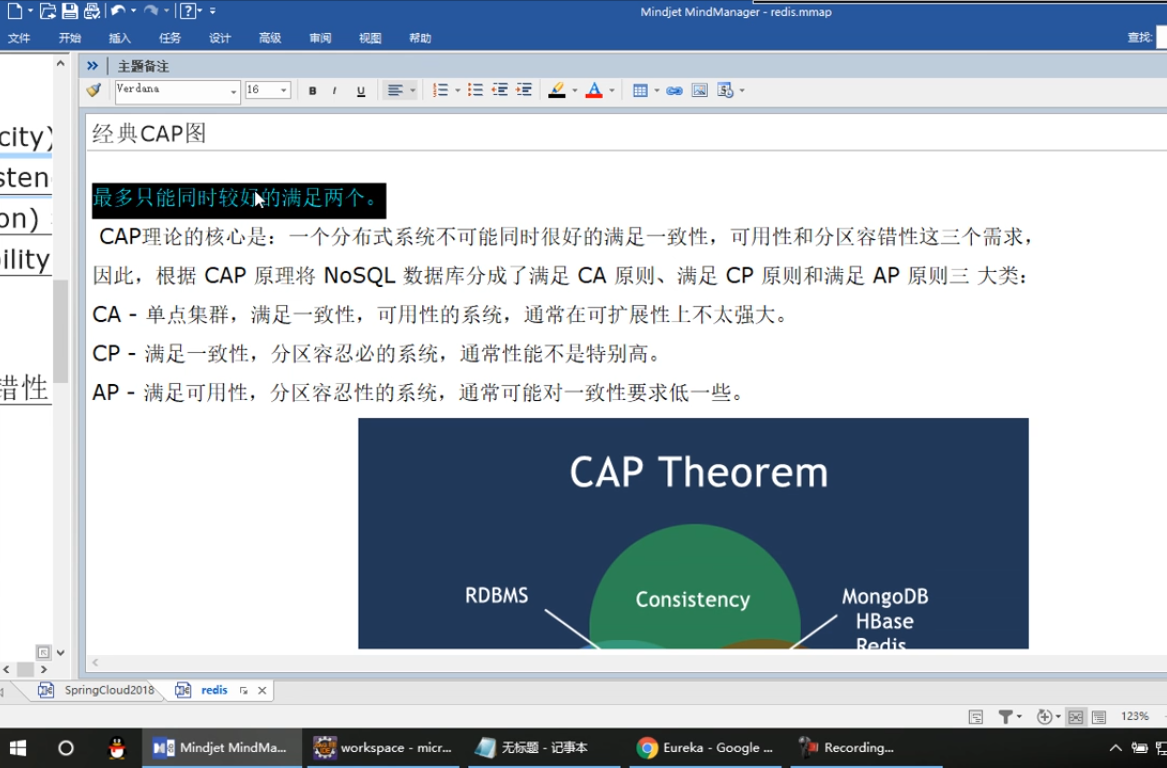 Mindjet MindManager - redis.mmap
文件 开始 插入 任务 设计 高级 审阅 视图 帮助 查找:
主题备注
Verdana 16 B I U
city)
sten
on)
ility
错性
经典CAP图
最多只能同时较好的满足两个。
CAP理论的核心是：一个分布式系统不可能同时很好的满足一致性，可用性和分区容错性这三个需求，
因此，根据 CAP 原理将 NoSQL 数据库分成了满足 CA 原则、满足 CP 原则和满足 AP 原则三 大类：
CA - 单点集群，满足一致性，可用性的系统，通常在可扩展性上不太强大。
CP - 满足一致性，分区容忍必的系统，通常性能不是特别高。
AP - 满足可用性，分区容忍性的系统，通常可能对一致性要求低一些。
CAP Theorem
RDBMS
Consistency
MongoDB
HBase
Redis
SpringCloud2018 redis
123%
Mindjet MindMa... workspace - micr... 无标题 - 记事本 Eureka - Google ... Recording...